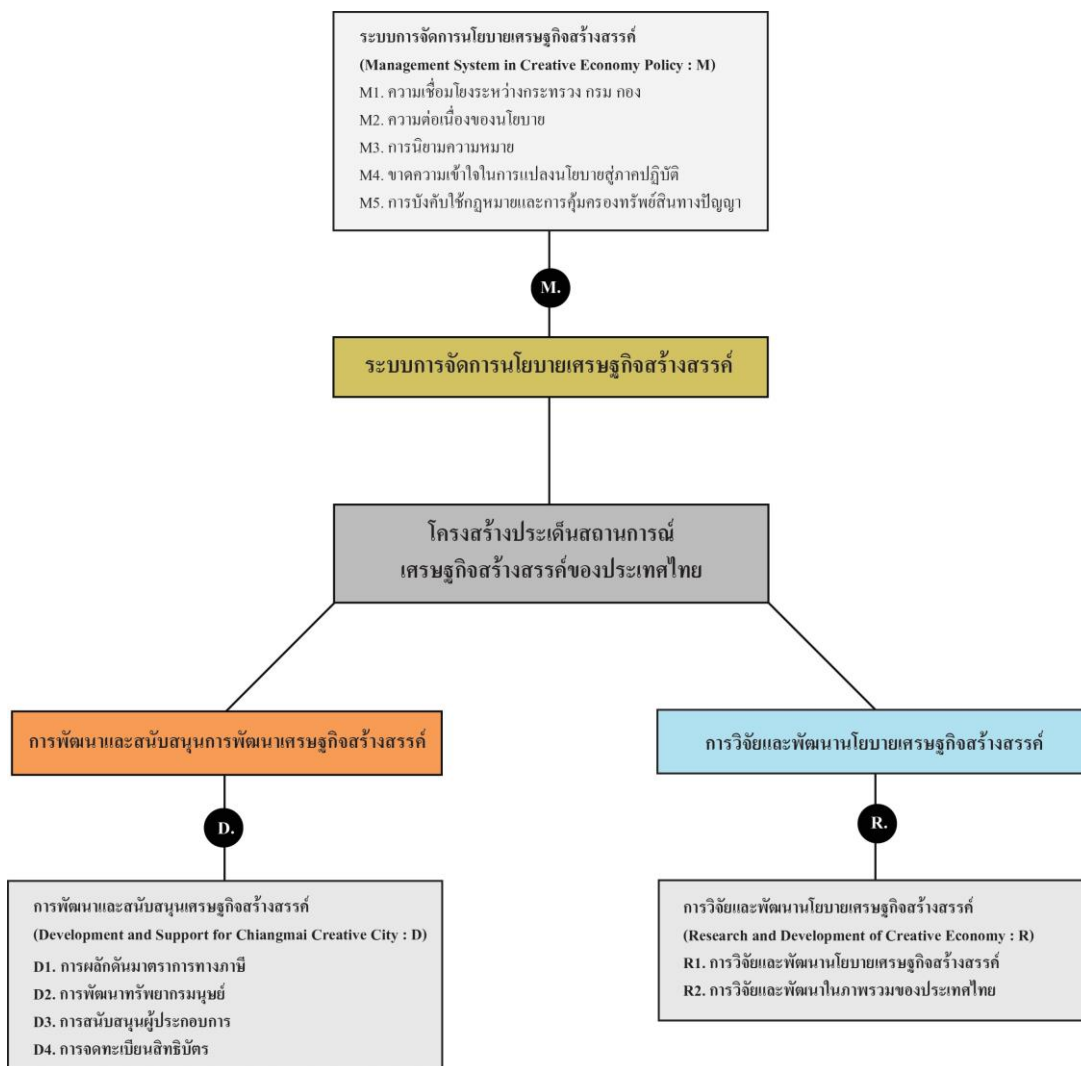 ระบบการจัดการนโยบายเศรษฐกิจสร้างสรรค์
(Management System in Creative Economy Policy : M)
M1. ความเชื่อมโยงระหว่างกระทรวง กรม กอง
M2. ความต่อเนื่องของนโยบาย
M3. การนิยามความหมาย
M4. ขาดความเข้าใจในการแปลงนโยบายสู่ภาคปฏิบัติ
M5. การบังคับใช้กฎหมายและการคุ้มครองทรัพย์สินทางปัญญา
M.
ระบบการจัดการนโยบายเศรษฐกิจสร้างสรรค์
โครงสร้างประเด็นสถานการณ์
เศรษฐกิจสร้างสรรค์ของประเทศไทย
การพัฒนาและสนับสนุนการพัฒนาเศรษฐกิจสร้างสรรค์
D.
การพัฒนาและสนับสนุนเศรษฐกิจสร้างสรรค์
(Development and Support for Chiangmai Creative City : D)
D1. การผลักดันมาตราการทางภาษี
D2. การพัฒนาทรัพยากรมนุษย์
D3. การสนับสนุนผู้ประกอบการ
D4. การจดทะเบียนสิทธิบัตร
การวิจัยและพัฒนานโยบายเศรษฐกิจสร้างสรรค์
R.
การวิจัยและพัฒนานโยบายเศรษฐกิจสร้างสรรค์
(Research and Development of Creative Economy : R)
R1. การวิจัยและพัฒนานโยบายเศรษฐกิจสร้างสรรค์
R2. การวิจัยและพัฒนาในภาพรวมของประเทศไทย